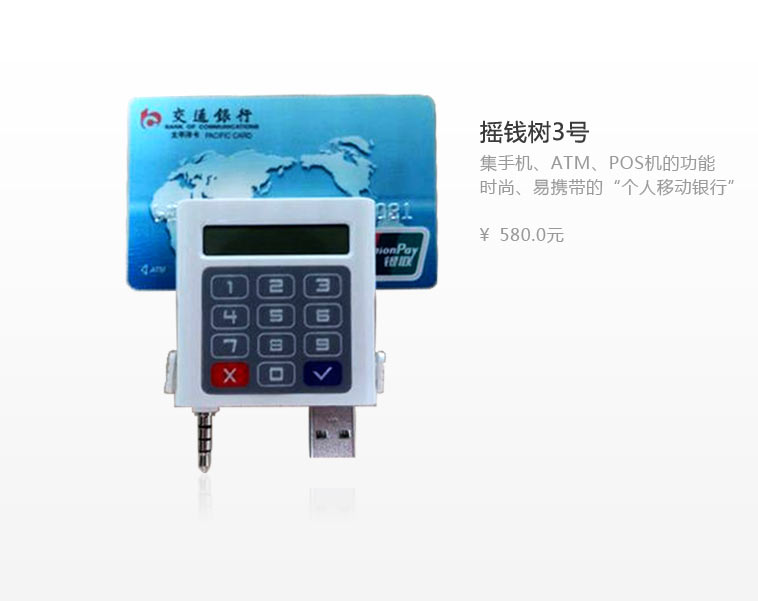 交通銀行
BANK OF COMMUNICATIONS
太平洋卡 PACIFIC CARD
摇钱树3号
集手机、ATM、POS机的功能
时尚、易携带的“个人移动银行”
¥ 580.0元
081
ATM
ionPay
银联
1 2 3
4 5 6
7 8 9
X 0